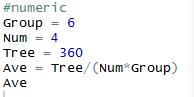 #numeric
Group = 6
Num = 4
Tree = 360
Ave = Tree/(Num*Group)
Ave